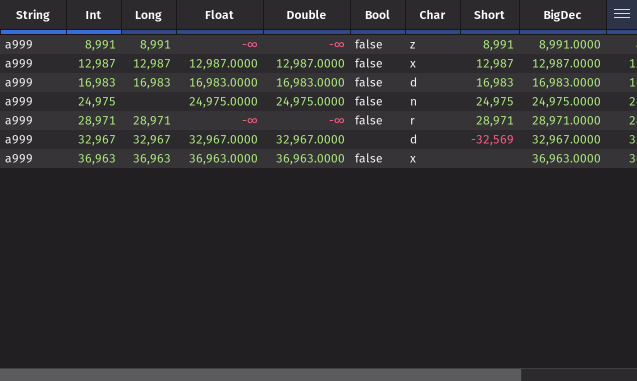 String Int Long Float Double Bool Char Short BigDec
a999 8,991 8,991 -∞ -∞ false z 8,991 8,991.0000
a999 12,987 12,987 12,987.0000 12,987.0000 false x 12,987 12,987.0000
a999 16,983 16,983 16,983.0000 16,983.0000 false d 16,983 16,983.0000
a999 24,975 24,975.0000 24,975.0000 false n 24,975 24,975.0000
a999 28,971 28,971 -∞ -∞ false r 28,971 28,971.0000
a999 32,967 32,967 32,967.0000 32,967.0000 d -32,569 32,967.0000
a999 36,963 36,963 36,963.0000 36,963.0000 false x 36,963.0000